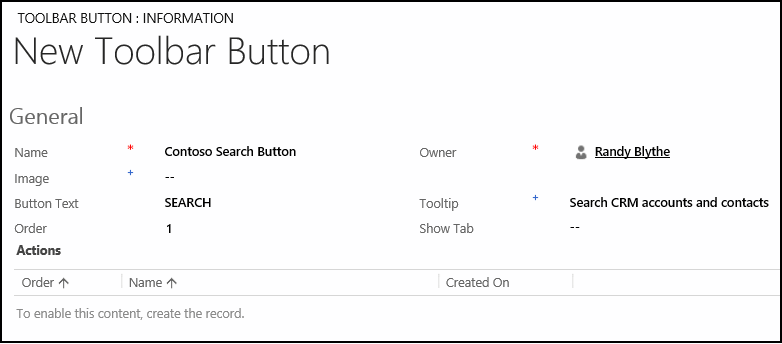 TOOLBAR BUTTON : INFORMATION
New Toolbar Button
General
Name * Contoso Search Button Owner * Randy Blythe
Image + --
Button Text SEARCH Tooltip + Search CRM accounts and contacts
Order 1 Show Tab --
Actions
Order ↑ Name ↑ Created On
To enable this content, create the record.